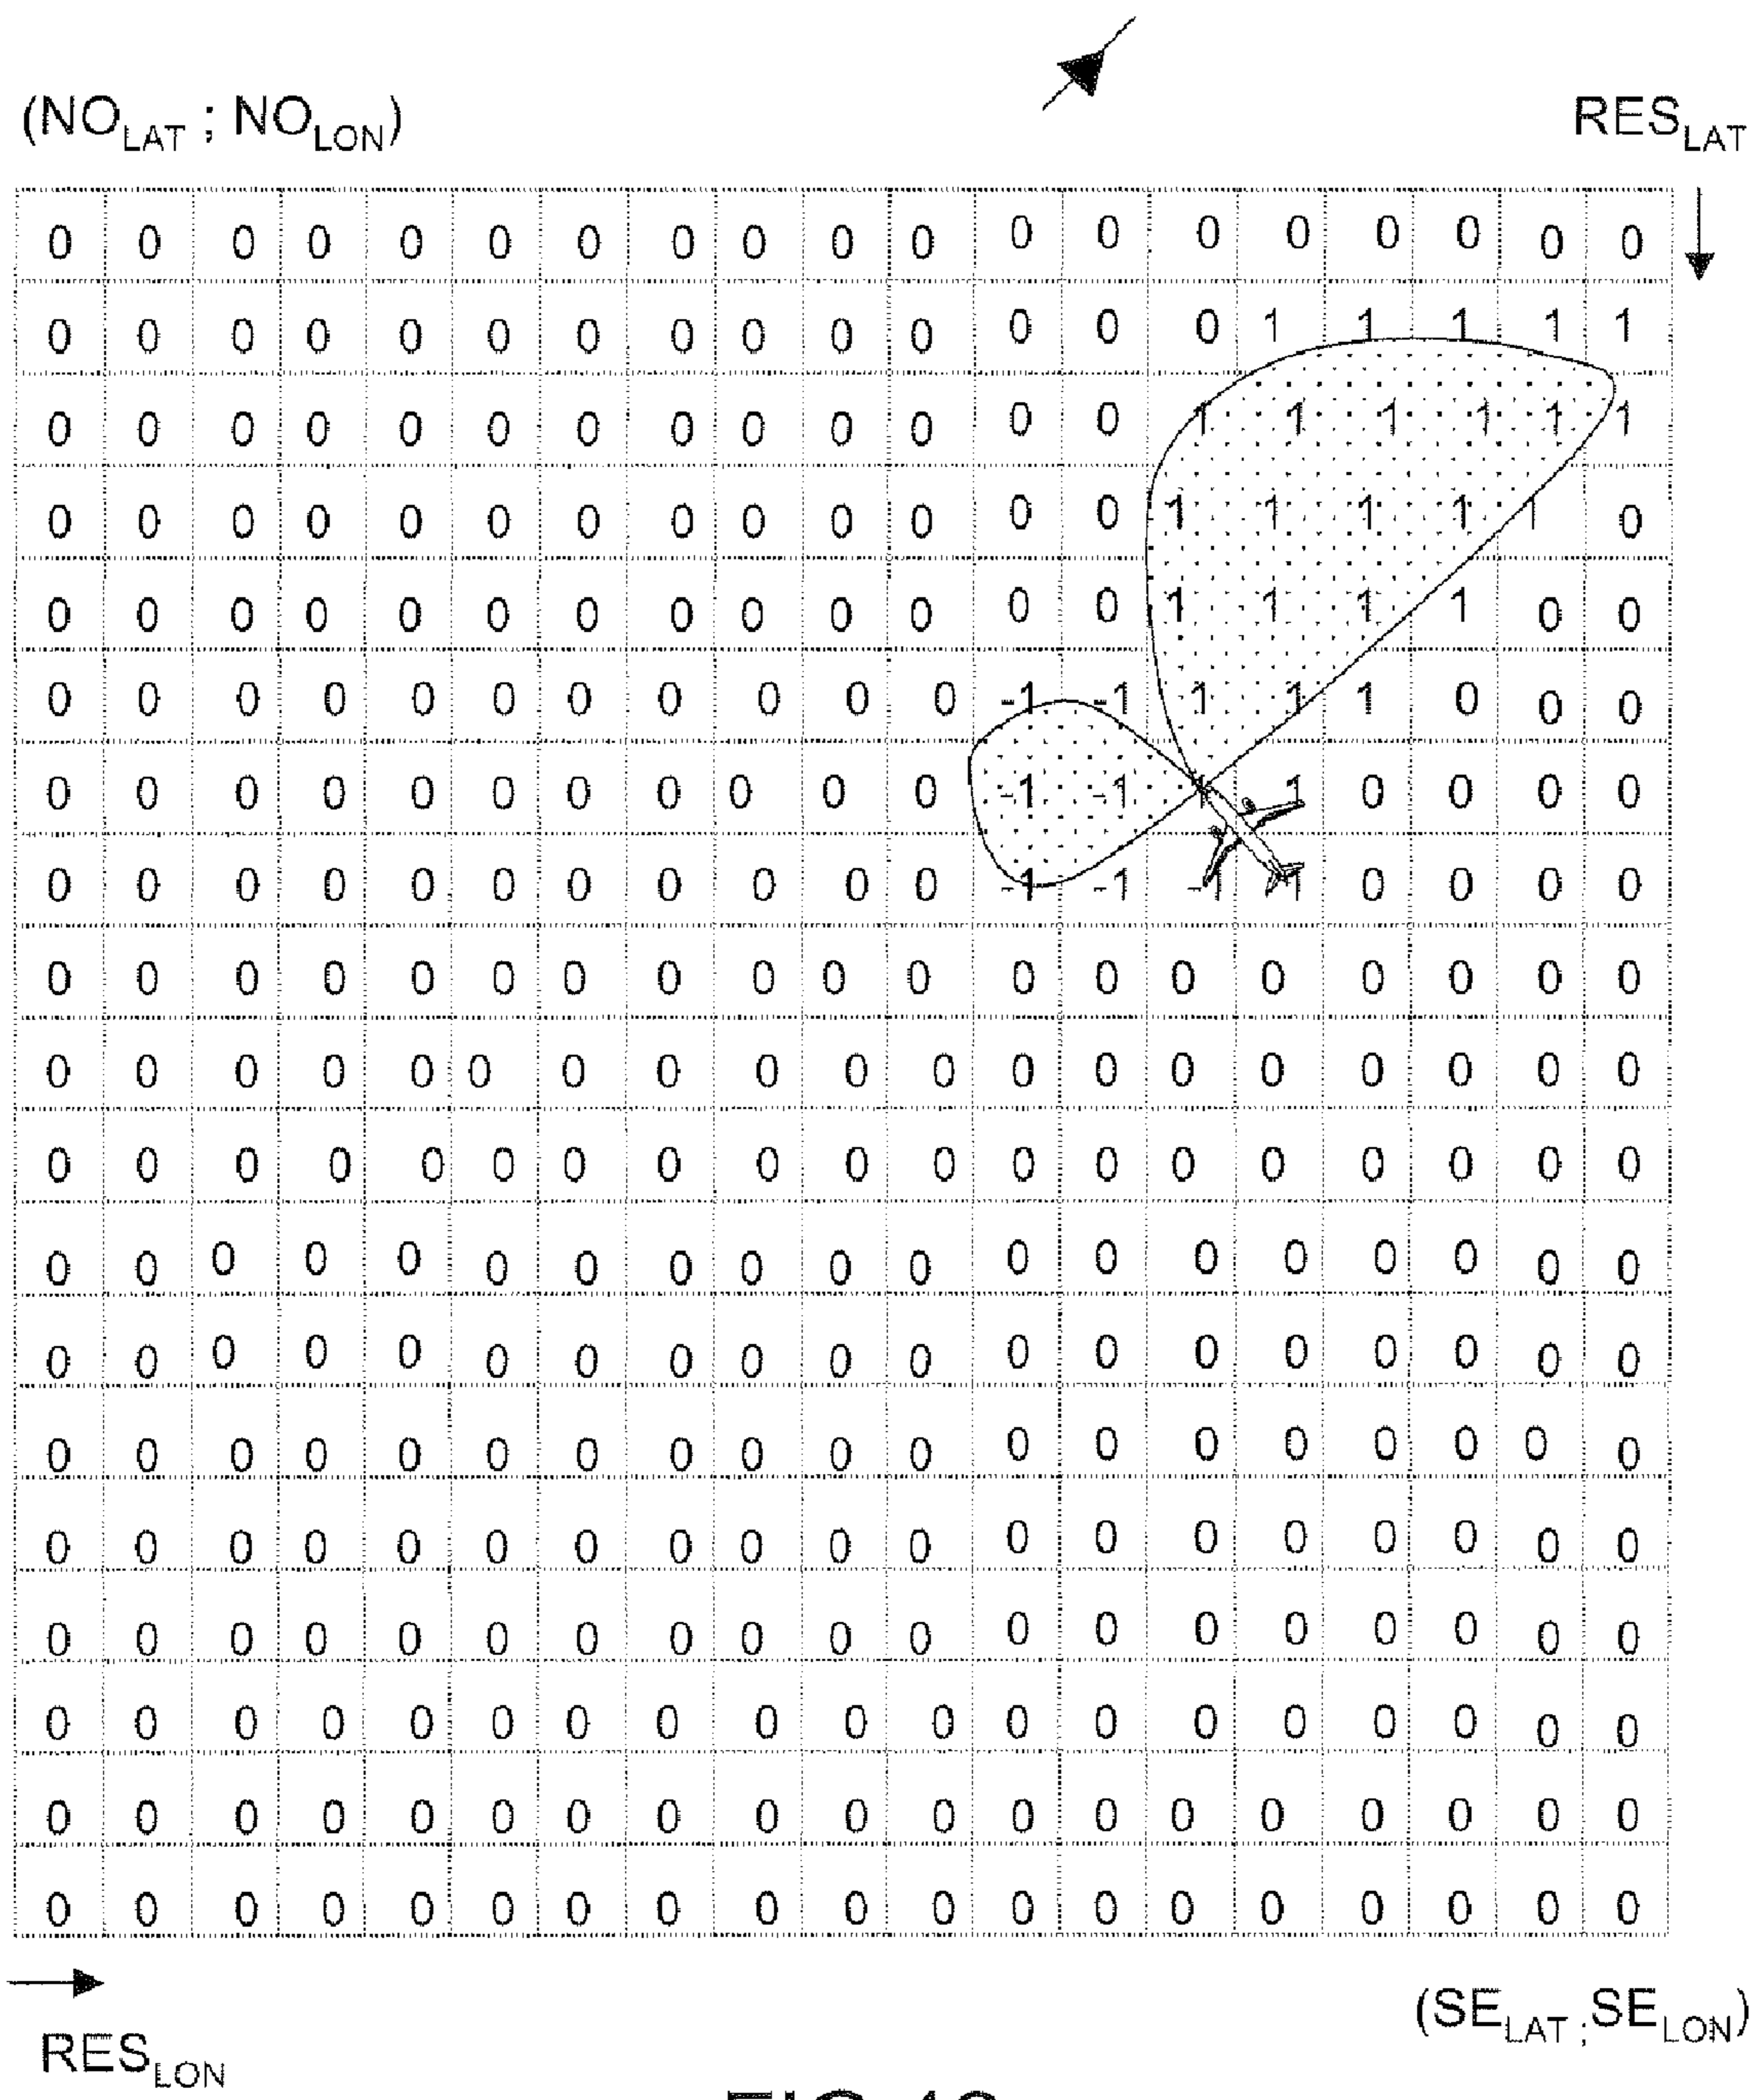 (NO_LAT ; NO_LON) RES_LAT
0 0 0 0 0 0 0 0 0 0 0 0 0 0 0 0 0 0 0
0 0 0 0 0 0 0 0 0 0 0 0 0 0 1 1 1 1 1
0 0 0 0 0 0 0 0 0 0 0 0 0 1 1 1 1 1 1
0 0 0 0 0 0 0 0 0 0 0 0 0 1 1 1 1 1 0
0 0 0 0 0 0 0 0 0 0 0 0 0 1 1 1 1 0 0
0 0 0 0 0 0 0 0 0 0 0 -1 -1 1 1 1 0 0 0
0 0 0 0 0 0 0 0 0 0 0 -1 -1 1 1 0 0 0 0
0 0 0 0 0 0 0 0 0 0 0 -1 -1 -1 1 0 0 0 0
0 0 0 0 0 0 0 0 0 0 0 0 0 0 0 0 0 0 0
0 0 0 0 0 0 0 0 0 0 0 0 0 0 0 0 0 0 0
0 0 0 0 0 0 0 0 0 0 0 0 0 0 0 0 0 0 0
0 0 0 0 0 0 0 0 0 0 0 0 0 0 0 0 0 0 0
0 0 0 0 0 0 0 0 0 0 0 0 0 0 0 0 0 0 0
0 0 0 0 0 0 0 0 0 0 0 0 0 0 0 0 0 0 0
0 0 0 0 0 0 0 0 0 0 0 0 0 0 0 0 0 0 0
0 0 0 0 0 0 0 0 0 0 0 0 0 0 0 0 0 0 0
0 0 0 0 0 0 0 0 0 0 0 0 0 0 0 0 0 0 0
0 0 0 0 0 0 0 0 0 0 0 0 0 0 0 0 0 0 0
0 0 0 0 0 0 0 0 0 0 0 0 0 0 0 0 0 0 0
(SE_LAT ; SE_LON)
RES_LON